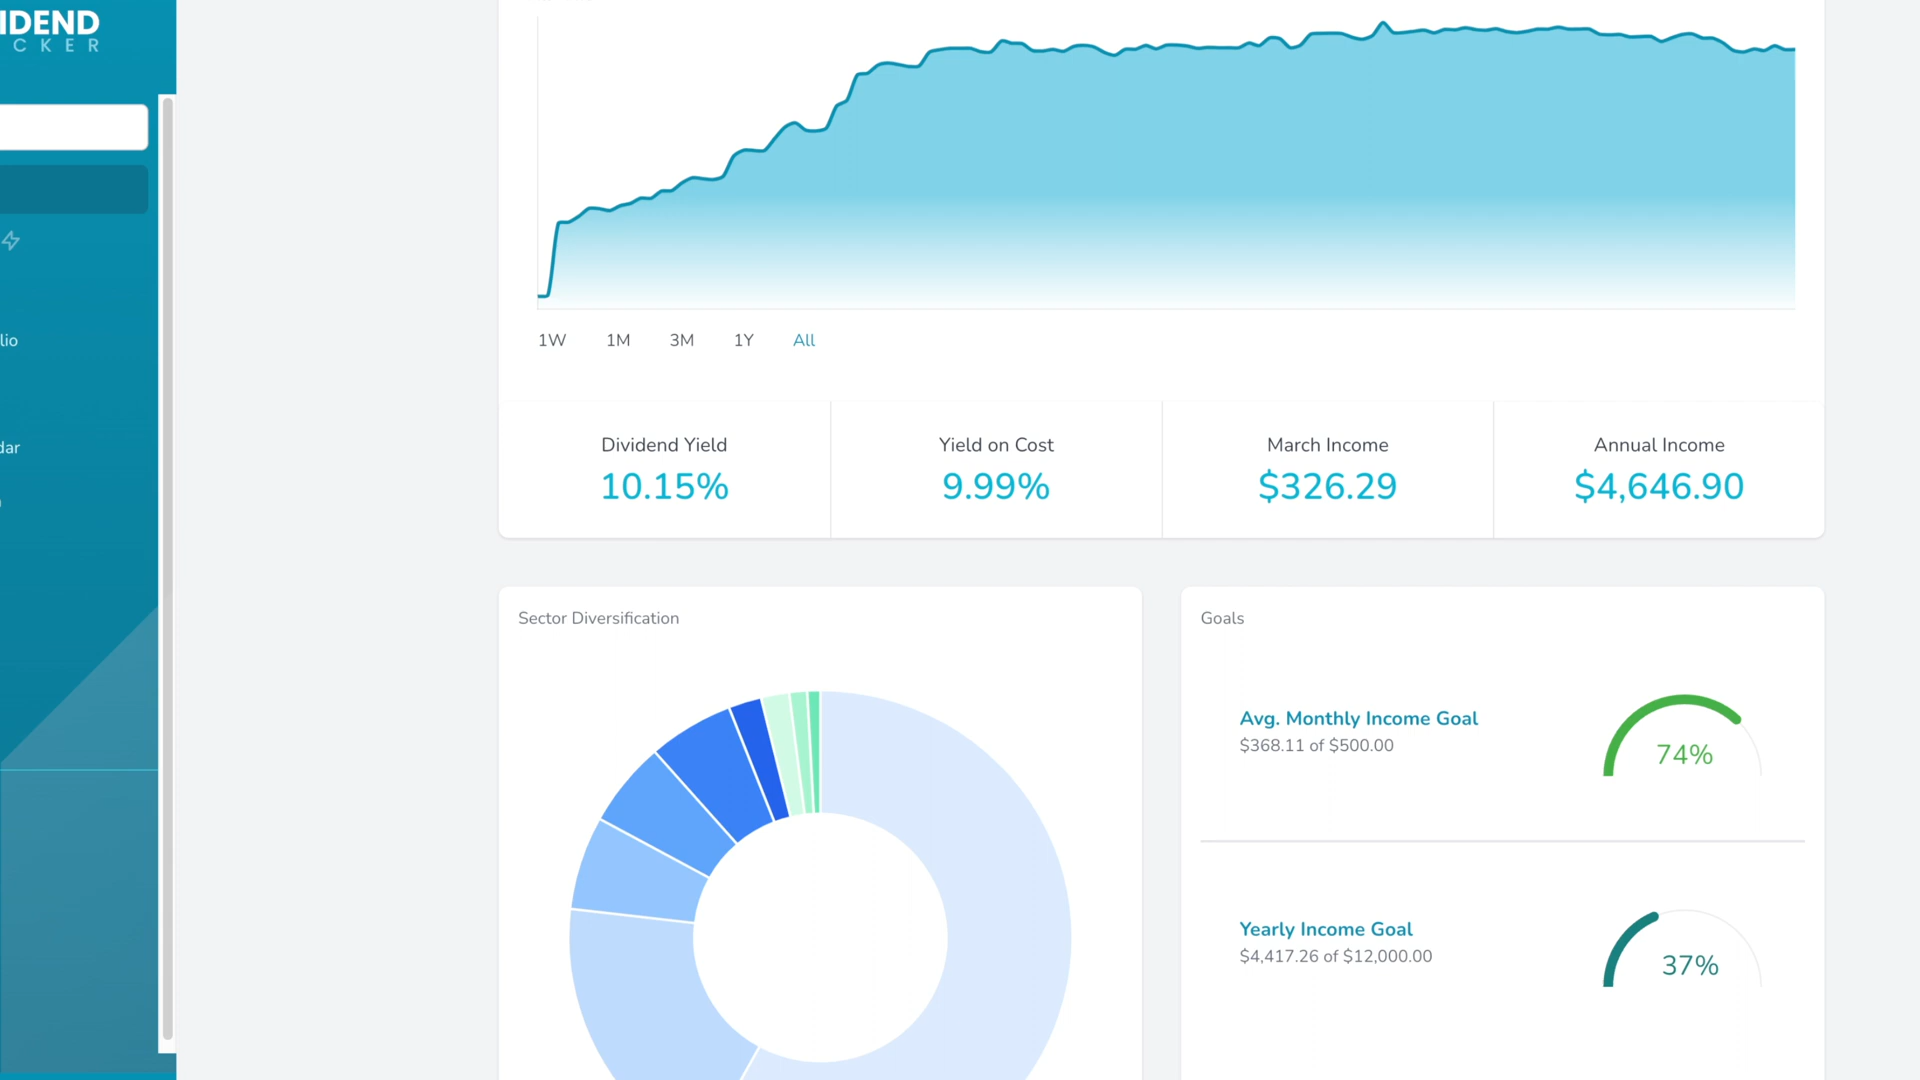 IDEND
CKER
lio
dar
1W 1M 3M 1Y All
Dividend Yield
10.15%
Yield on Cost
9.99%
March Income
$326.29
Annual Income
$4,646.90
Sector Diversification
Goals
Avg. Monthly Income Goal
$368.11 of $500.00
74%
Yearly Income Goal
$4,417.26 of $12,000.00
37%